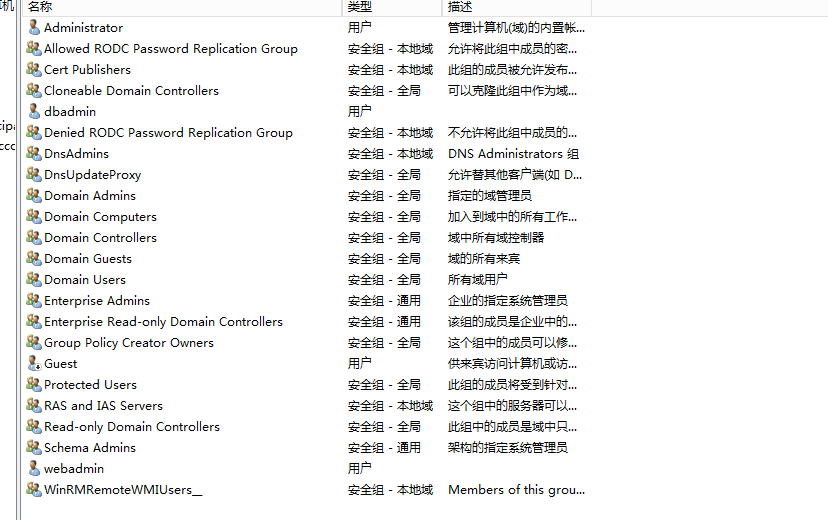 名称 类型 描述
Administrator 用户 管理计算机(域)的内置帐...
Allowed RODC Password Replication Group 安全组 - 本地域 允许将此组中成员的密...
Cert Publishers 安全组 - 本地域 此组的成员被允许发布...
Cloneable Domain Controllers 安全组 - 全局 可以克隆此组中作为域...
dbadmin 用户
Denied RODC Password Replication Group 安全组 - 本地域 不允许将此组中成员的...
DnsAdmins 安全组 - 本地域 DNS Administrators 组
DnsUpdateProxy 安全组 - 全局 允许替其他客户端(如 D...
Domain Admins 安全组 - 全局 指定的域管理员
Domain Computers 安全组 - 全局 加入到域中的所有工作...
Domain Controllers 安全组 - 全局 域中所有域控制器
Domain Guests 安全组 - 全局 域的所有来宾
Domain Users 安全组 - 全局 所有域用户
Enterprise Admins 安全组 - 通用 企业的指定系统管理员
Enterprise Read-only Domain Controllers 安全组 - 通用 该组的成员是企业中的...
Group Policy Creator Owners 安全组 - 全局 这个组中的成员可以修...
Guest 用户 供来宾访问计算机或访...
Protected Users 安全组 - 全局 此组的成员将受到针对...
RAS and IAS Servers 安全组 - 本地域 这个组中的服务器可以...
Read-only Domain Controllers 安全组 - 全局 此组中的成员是域中只...
Schema Admins 安全组 - 通用 架构的指定系统管理员
webadmin 用户
WinRMRemoteWMIUsers__ 安全组 - 本地域 Members of this grou...